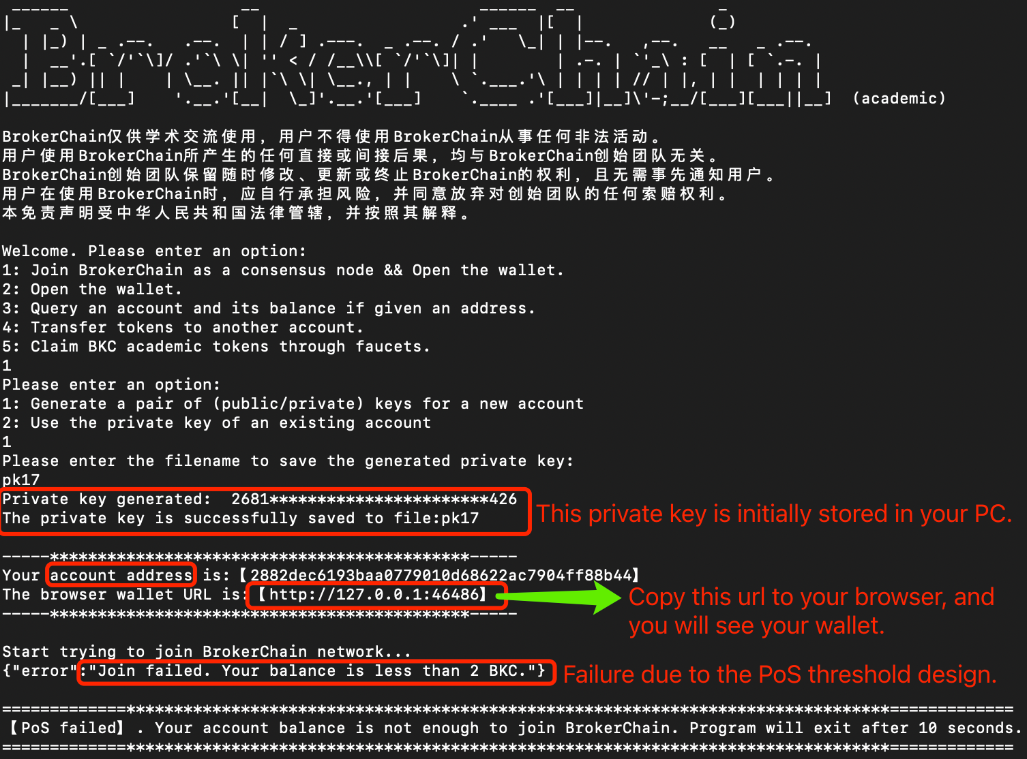 BrokerChain (academic)
BrokerChain仅供学术交流使用，用户不得使用BrokerChain从事任何非法活动。
用户使用BrokerChain所产生的任何直接或间接后果，均与BrokerChain创始团队无关。
BrokerChain创始团队保留随时修改、更新或终止BrokerChain的权利，且无需事先通知用户。
用户在使用BrokerChain时，应自行承担风险，并同意放弃对创始团队的任何索赔权利。
本免责声明受中华人民共和国法律管辖，并按照其解释。
Welcome. Please enter an option:
1: Join BrokerChain as a consensus node && Open the wallet.
2: Open the wallet.
3: Query an account and its balance if given an address.
4: Transfer tokens to another account.
5: Claim BKC academic tokens through faucets.
1
Please enter an option:
1: Generate a pair of (public/private) keys for a new account
2: Use the private key of an existing account
1
Please enter the filename to save the generated private key:
pk17
Private key generated:  2681***********************426
The private key is successfully saved to file:pk17
This private key is initially stored in your PC.
-----********************************************-----
Your account address is:【2882dec6193baa0779010d68622ac7904ff88b44】
The browser wallet URL is:【http://127.0.0.1:46486】
-----********************************************-----
Copy this url to your browser, and
you will see your wallet.
Start trying to join BrokerChain network...
{"error":"Join failed. Your balance is less than 2 BKC."}
Failure due to the PoS threshold design.
=============********************************************************************************=============
【PoS failed】. Your account balance is not enough to join BrokerChain. Program will exit after 10 seconds.
=============********************************************************************************=============